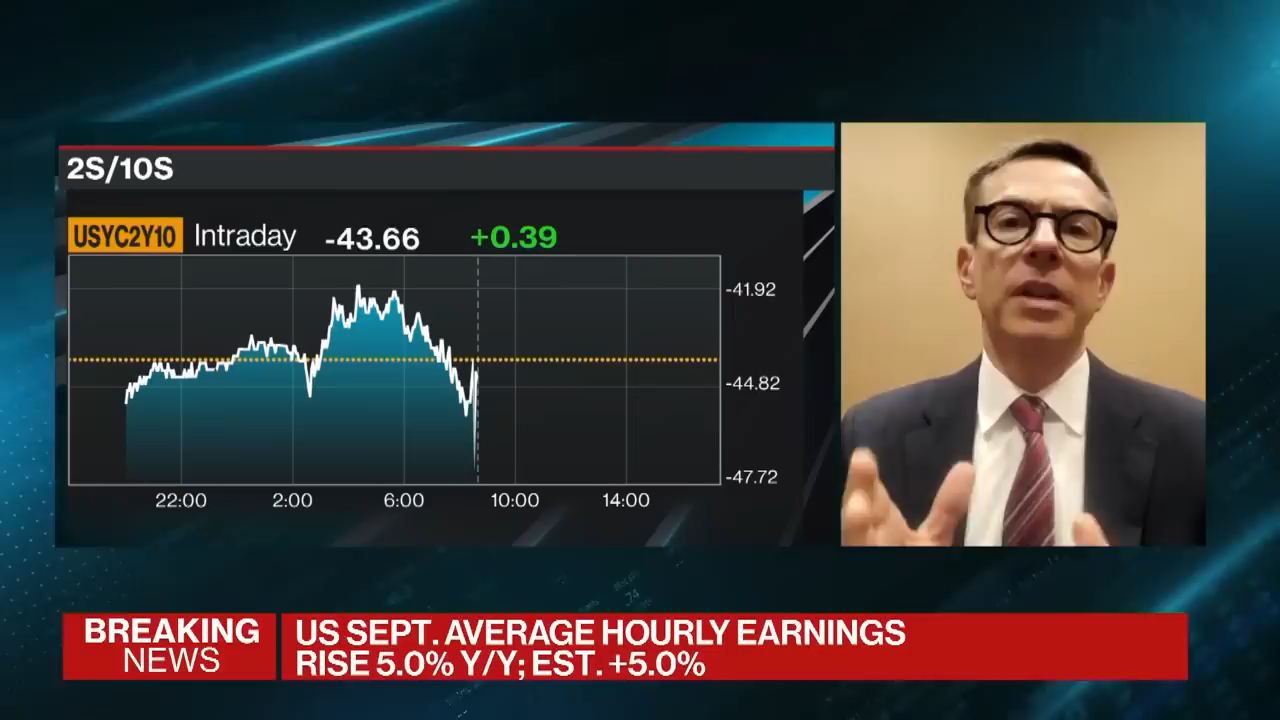 2S/10S
USYC2Y10 Intraday -43.66 +0.39
-41.92
-44.82
-47.72
22:00 2:00 6:00 10:00 14:00
BREAKING
NEWS
US SEPT. AVERAGE HOURLY EARNINGS
RISE 5.0% Y/Y; EST. +5.0%